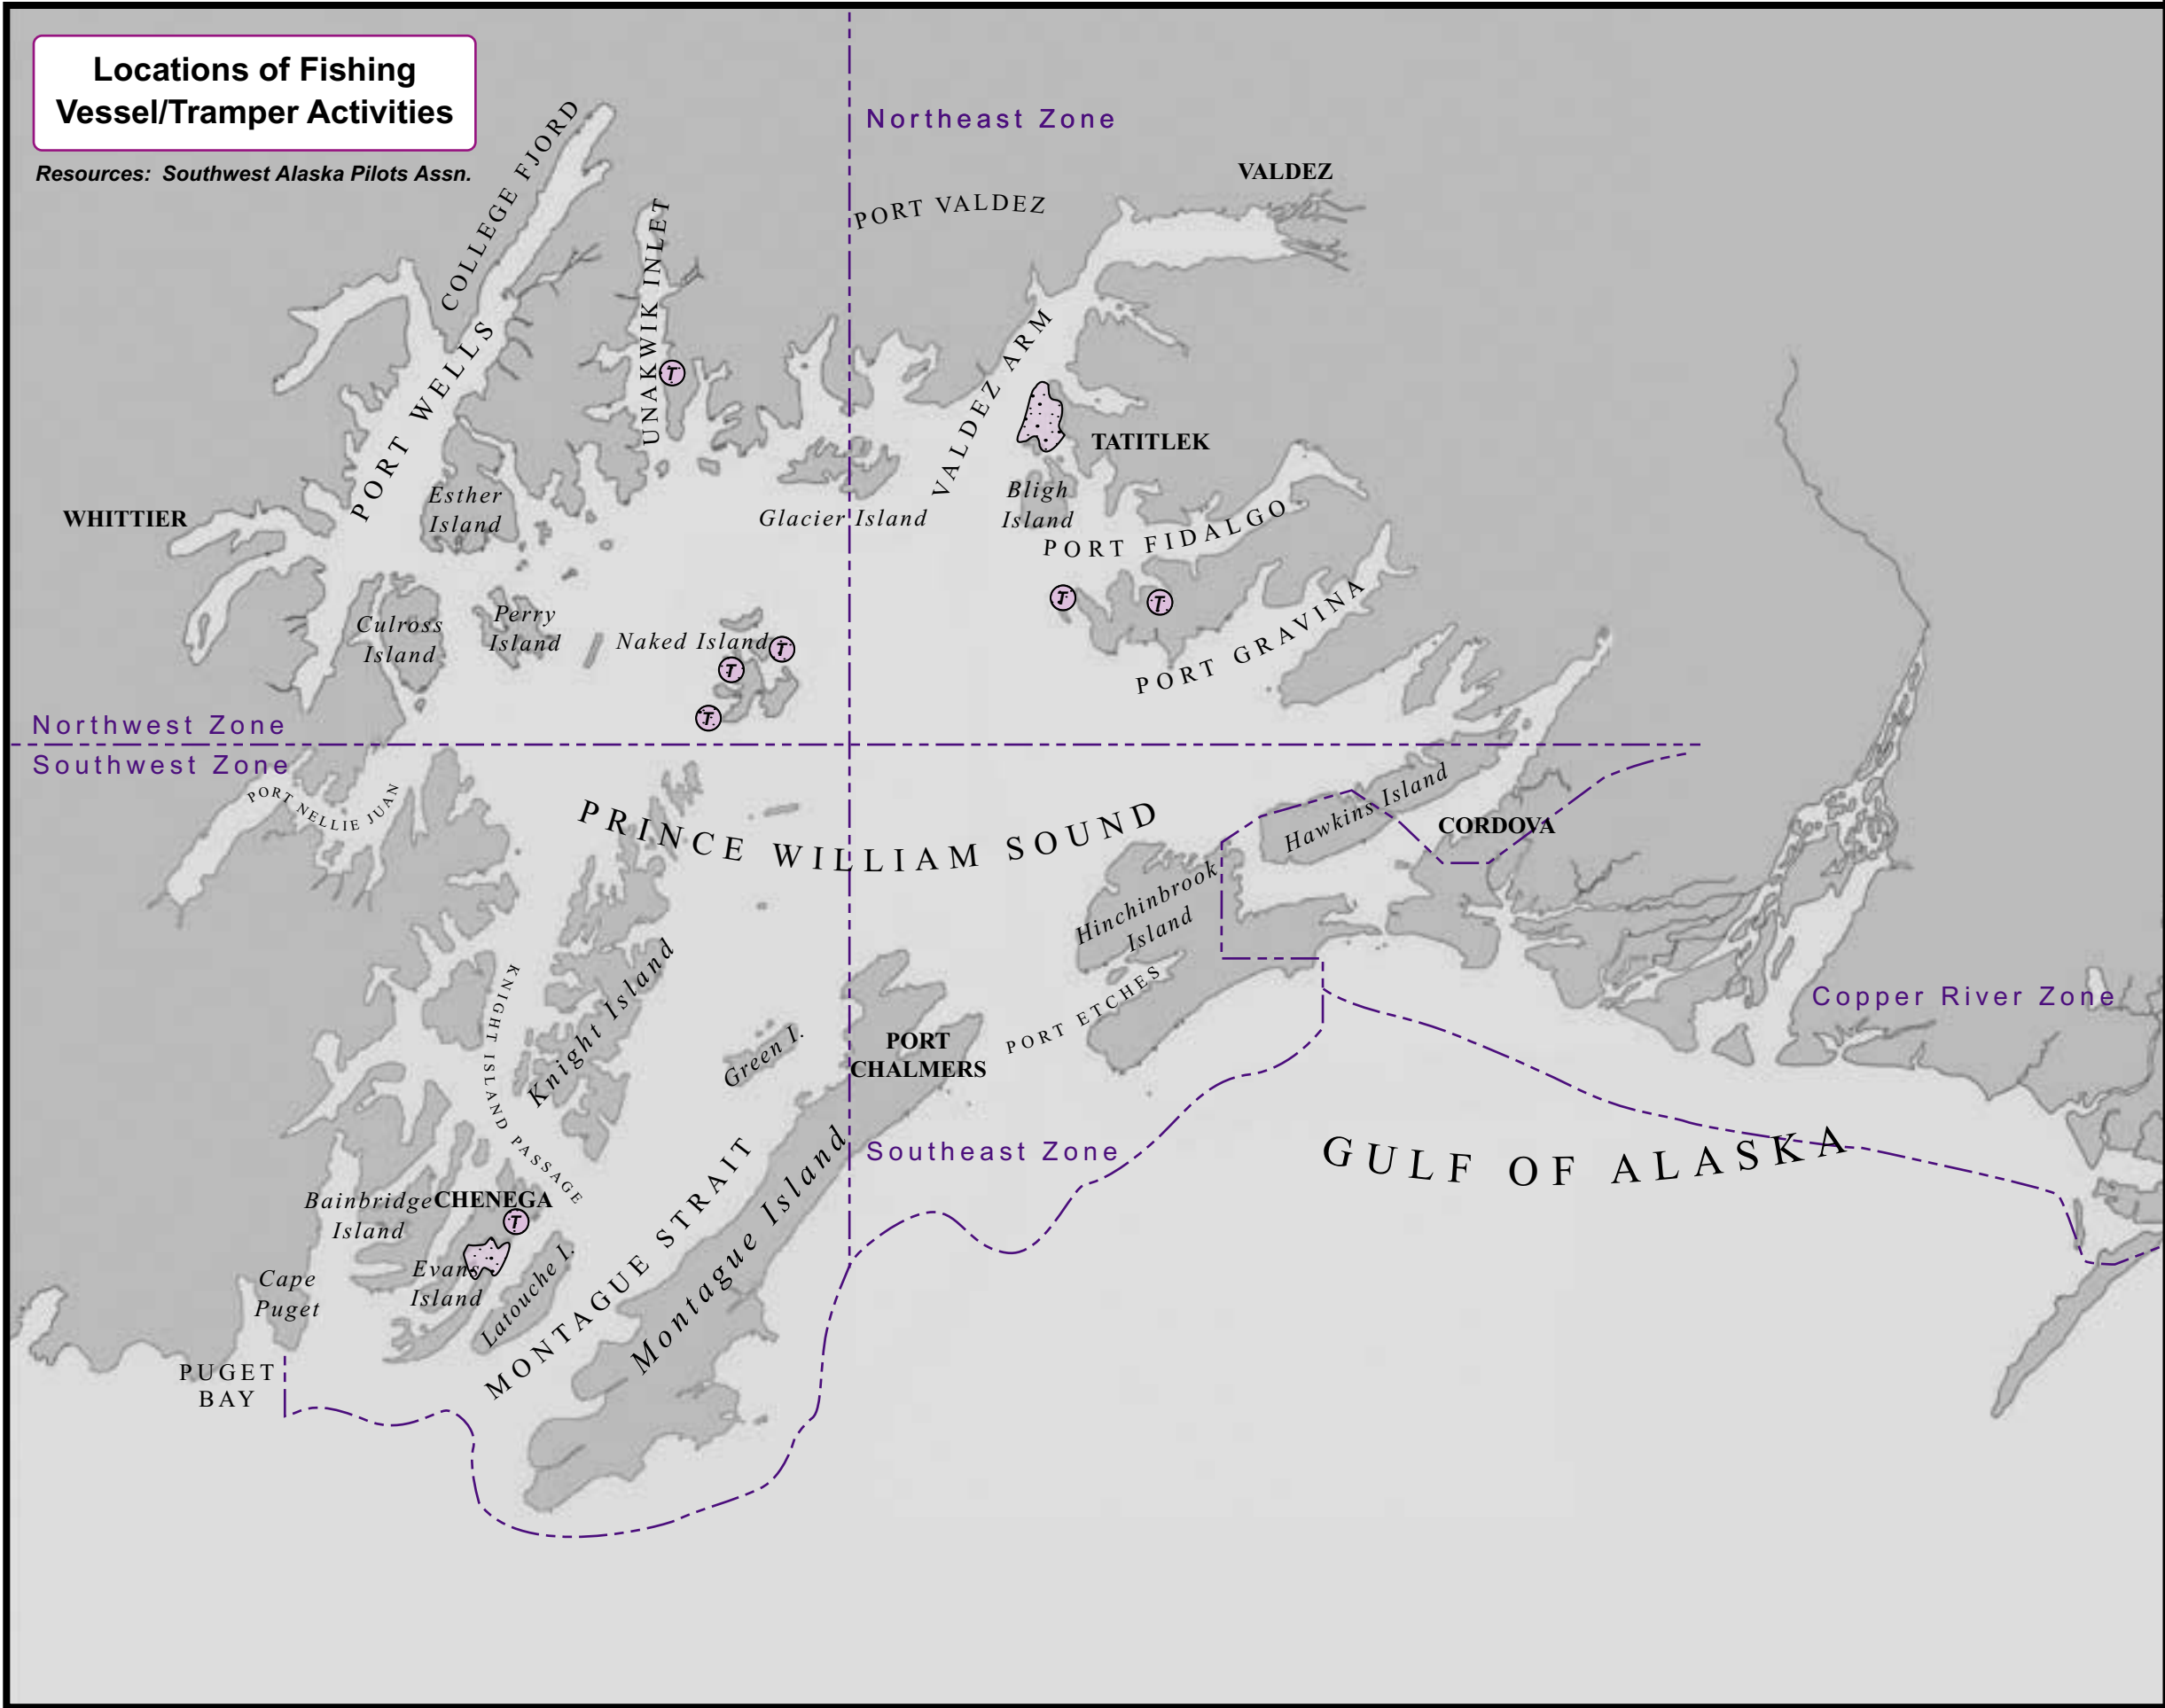 Locations of Fishing
Vessel/Tramper Activities
Resources: Southwest Alaska Pilots Assn.
COLLEGE FJORD
Northeast Zone
VALDEZ
PORT VALDEZ
UNAKWIK INLET
PORT WELLS
VALDEZ ARM
T
TATITLEK
WHITTIER
Esther
Island
Glacier Island
Bligh
Island
PORT FIDALGO
T
T
Culross
Island
Perry
Island
Naked Island
T
T
T
PORT GRAVINA
Northwest Zone
Southwest Zone
PORT NELLIE JUAN
PRINCE WILLIAM SOUND
Hawkins Island
CORDOVA
Hinchinbrook
Island
KNIGHT ISLAND PASSAGE
Knight Island
PORT ETCHES
Copper River Zone
Green I.
PORT
CHALMERS
Southeast Zone
GULF OF ALASKA
Bainbridge
Island
CHENEGA
T
MONTAGUE STRAIT
Montague Island
Evans
Island
Latouche I.
Cape
Puget
PUGET
BAY